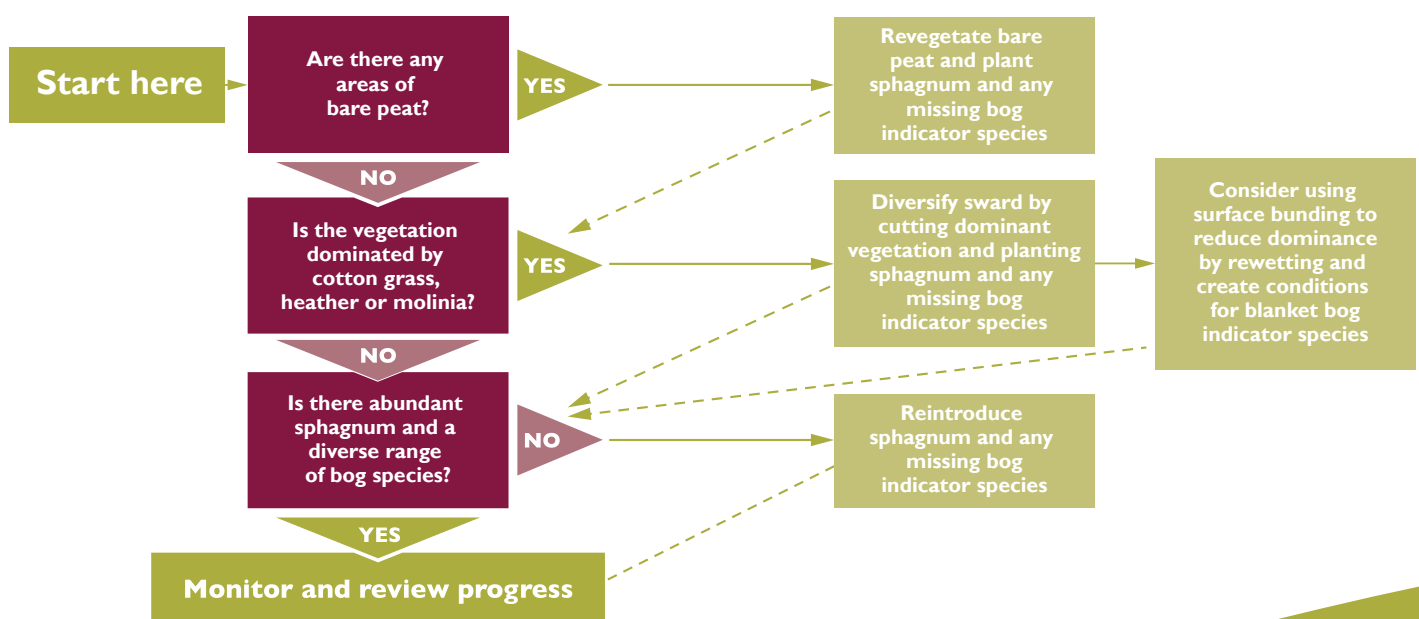 Start here
Are there any
areas of
bare peat?
YES
Revegetate bare
peat and plant
sphagnum and any
missing bog
indicator species
NO
Is the vegetation
dominated by
cotton grass,
heather or molinia?
YES
Diversify sward by
cutting dominant
vegetation and planting
sphagnum and any
missing bog
indicator species
Consider using
surface bunding to
reduce dominance
by rewetting and
create conditions
for blanket bog
indicator species
NO
Is there abundant
sphagnum and a
diverse range
of bog species?
NO
Reintroduce
sphagnum and any
missing bog
indicator species
YES
Monitor and review progress